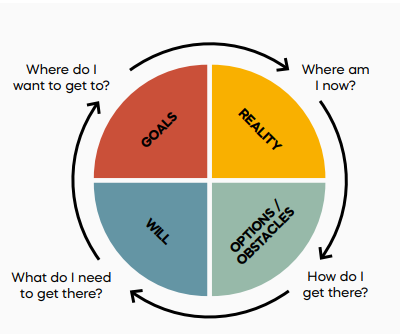 Where do I
want to get to?
Where am
I now?
GOALS
REALITY
WILL
OPTIONS /
OBSTACLES
What do I need
to get there?
How do I
get there?